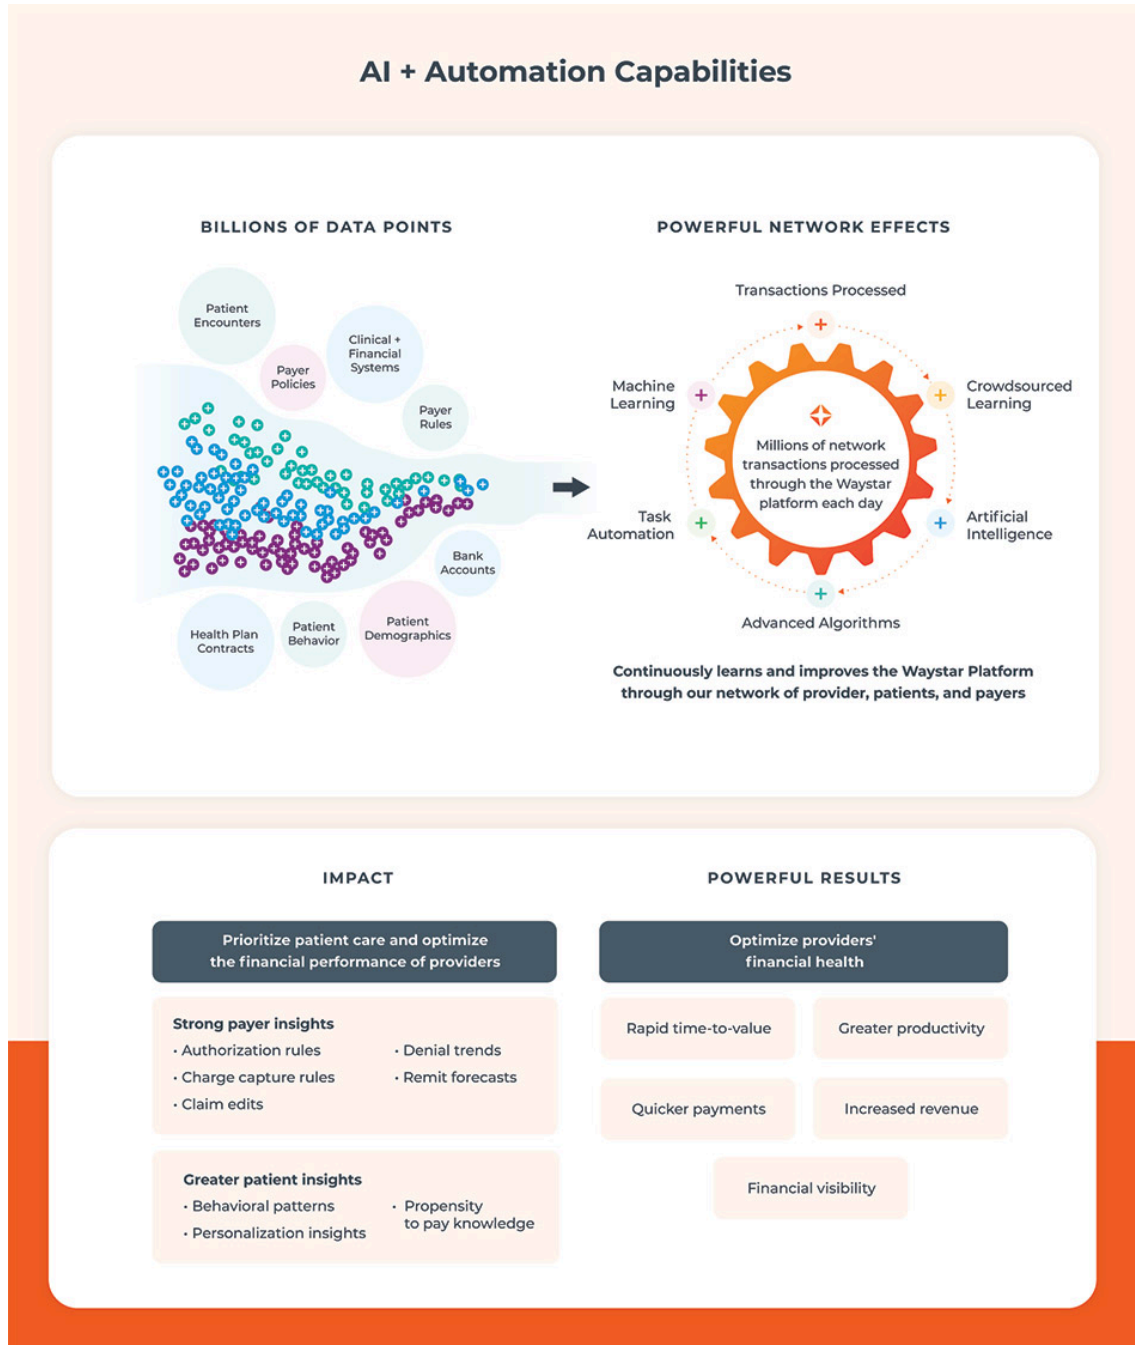 AI + Automation Capabilities
BILLIONS OF DATA POINTS
Patient
Encounters
Clinical +
Financial
Systems
Payer
Policies
Payer
Rules
Bank
Accounts
Health Plan
Contracts
Patient
Behavior
Patient
Demographics
POWERFUL NETWORK EFFECTS
Transactions Processed
Machine
Learning
Crowdsourced
Learning
Millions of network
transactions processed
through the Waystar
platform each day
Task
Automation
Artificial
Intelligence
Advanced Algorithms
Continuously learns and improves the Waystar Platform
through our network of provider, patients, and payers
IMPACT
Prioritize patient care and optimize
the financial performance of providers
Strong payer insights
• Authorization rules
• Charge capture rules
• Claim edits
• Denial trends
• Remit forecasts
Greater patient insights
• Behavioral patterns
• Personalization insights
• Propensity
to pay knowledge
POWERFUL RESULTS
Optimize providers'
financial health
Rapid time-to-value
Greater productivity
Quicker payments
Increased revenue
Financial visibility